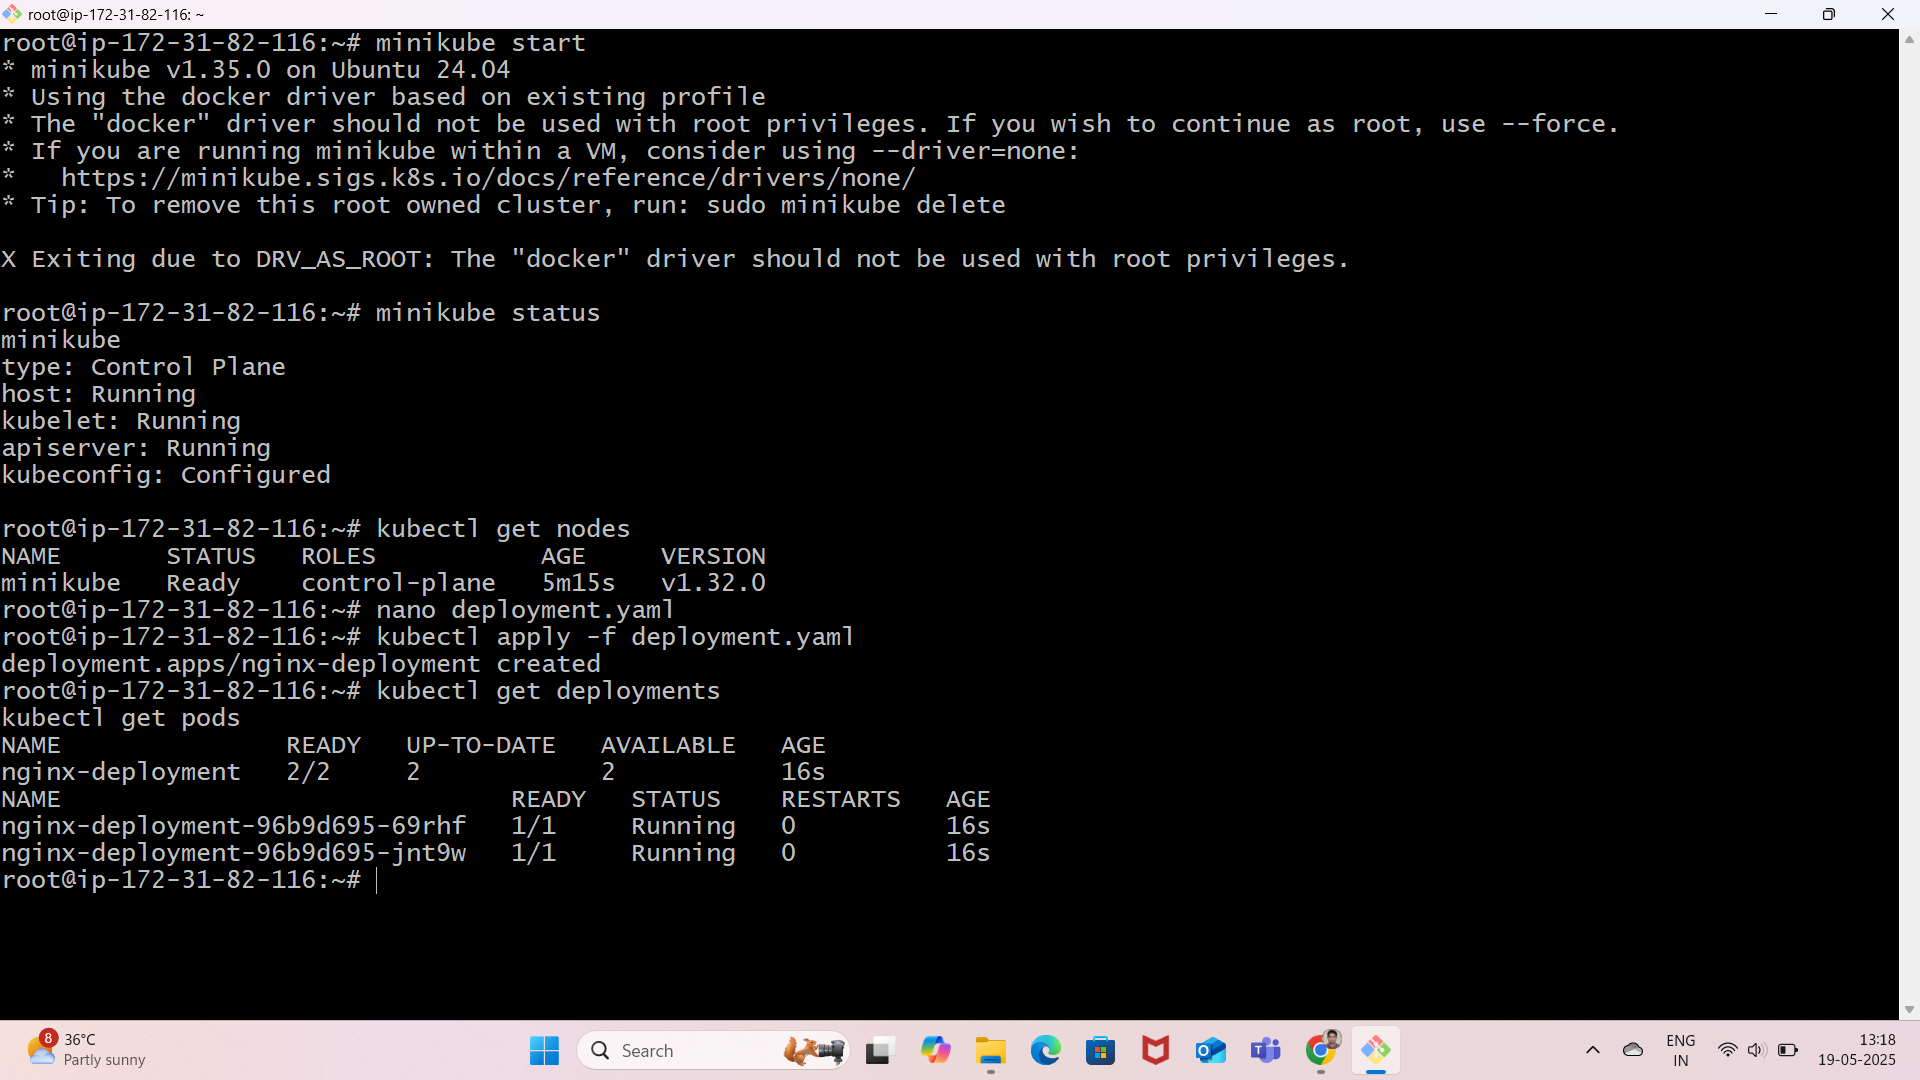 root@ip-172-31-82-116: ~
root@ip-172-31-82-116:~# minikube start
* minikube v1.35.0 on Ubuntu 24.04
* Using the docker driver based on existing profile
* The "docker" driver should not be used with root privileges. If you wish to continue as root, use --force.
* If you are running minikube within a VM, consider using --driver=none:
*   https://minikube.sigs.k8s.io/docs/reference/drivers/none/
* Tip: To remove this root owned cluster, run: sudo minikube delete
X Exiting due to DRV_AS_ROOT: The "docker" driver should not be used with root privileges.
root@ip-172-31-82-116:~# minikube status
minikube
type: Control Plane
host: Running
kubelet: Running
apiserver: Running
kubeconfig: Configured
root@ip-172-31-82-116:~# kubectl get nodes
NAME       STATUS   ROLES           AGE     VERSION
minikube   Ready    control-plane   5m15s   v1.32.0
root@ip-172-31-82-116:~# nano deployment.yaml
root@ip-172-31-82-116:~# kubectl apply -f deployment.yaml
deployment.apps/nginx-deployment created
root@ip-172-31-82-116:~# kubectl get deployments
kubectl get pods
NAME               READY   UP-TO-DATE   AVAILABLE   AGE
nginx-deployment   2/2     2            2           16s
NAME                              READY   STATUS    RESTARTS   AGE
nginx-deployment-96b9d695-69rhf   1/1     Running   0          16s
nginx-deployment-96b9d695-jnt9w   1/1     Running   0          16s
root@ip-172-31-82-116:~#
8
36°C
Partly sunny
Search
ENG
IN
13:18
19-05-2025